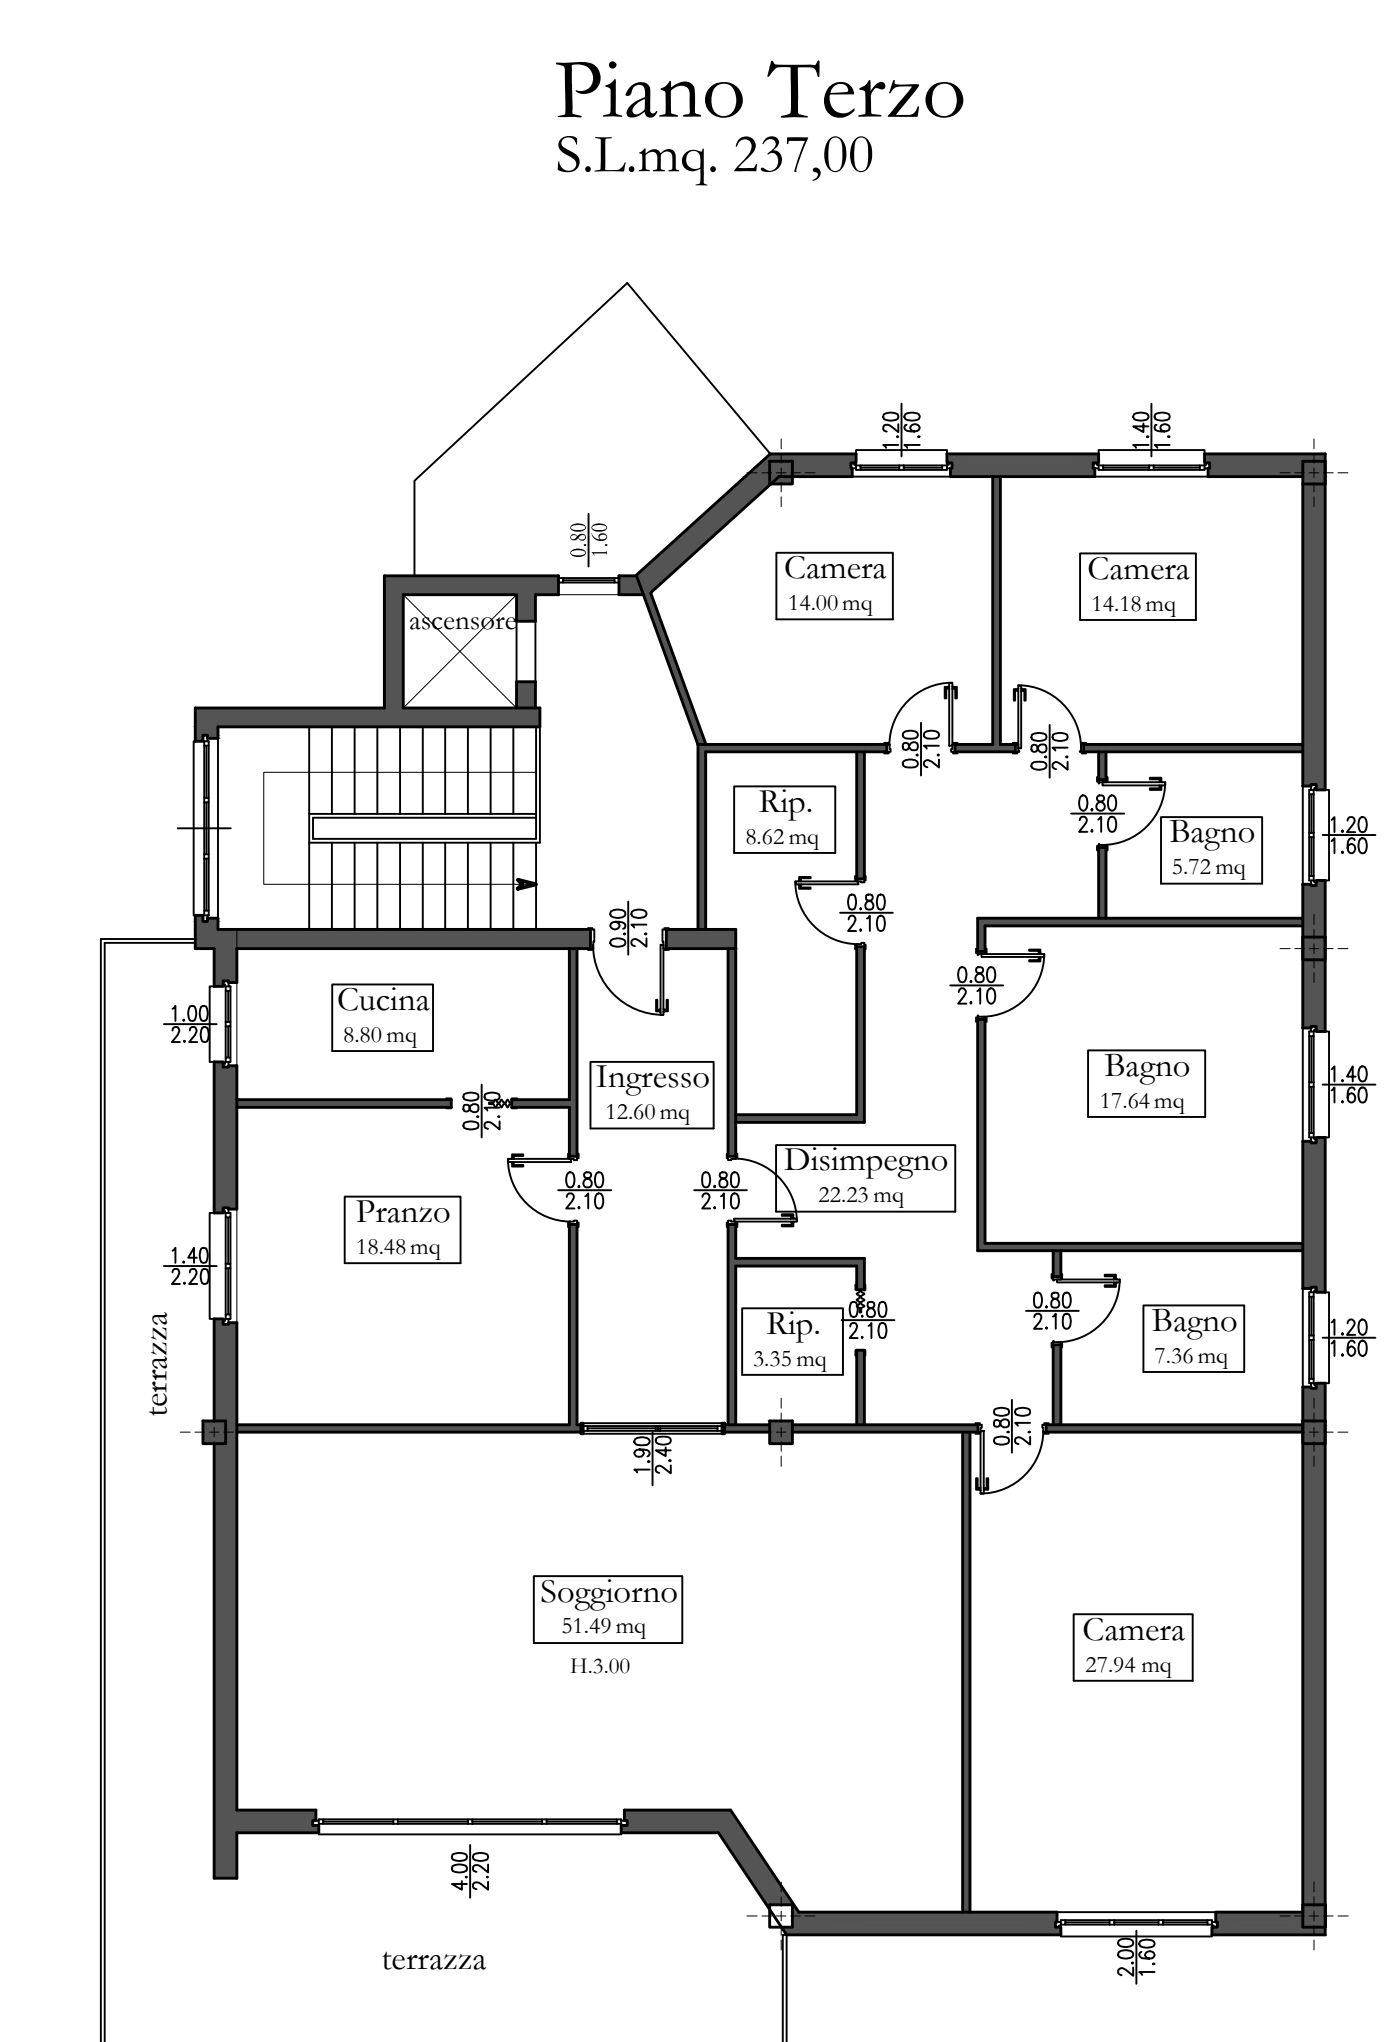 Piano Terzo
S.L.mq. 237,00
1.20
1.60
1.40
1.60
0.80
1.60
Camera
14.00 mq
Camera
14.18 mq
ascensore
0.80
2.10
0.80
2.10
Rip.
8.62 mq
0.80
2.10
Bagno
5.72 mq
1.20
1.60
0.80
2.10
0.90
2.10
0.80
2.10
Cucina
8.80 mq
1.00
2.20
Ingresso
12.60 mq
Bagno
17.64 mq
1.40
1.60
0.80
2.10
Disimpegno
22.23 mq
0.80
2.10
0.80
2.10
Pranzo
18.48 mq
1.40
2.20
Rip.
3.35 mq
0.80
2.10
0.80
2.10
Bagno
7.36 mq
1.20
1.60
terrazza
0.80
2.10
1.90
2.40
Soggiorno
51.49 mq
H.3.00
Camera
27.94 mq
4.00
2.20
terrazza
2.00
1.60